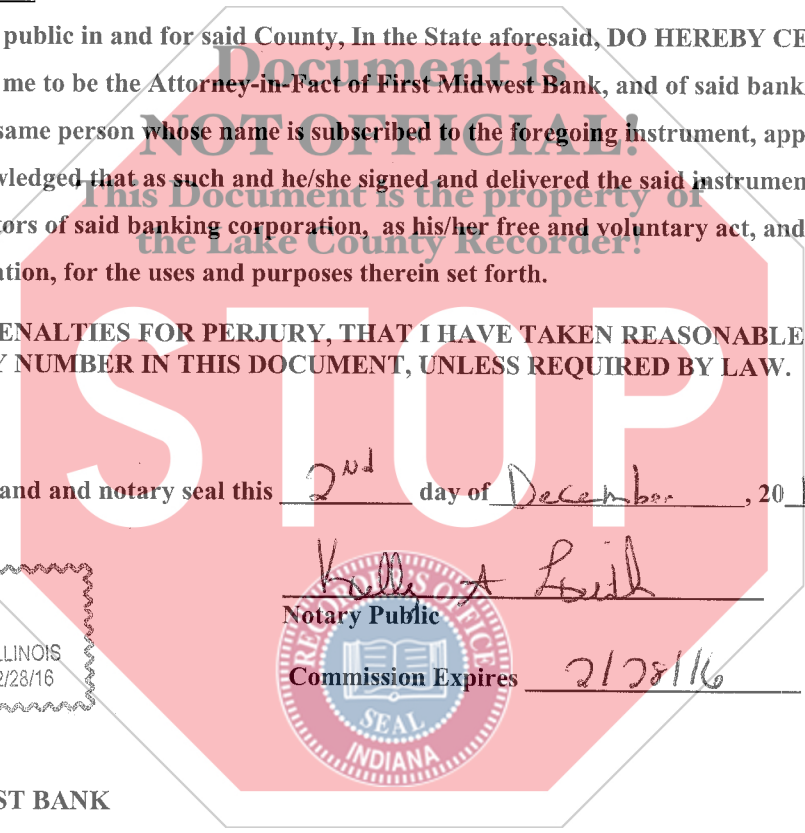 public in and for said County, In the State aforesaid, DO HEREBY CE
Document is
me to be the Attorney-in-Fact of First Midwest Bank, and of said bank
NOT OFFICIAL!
same person whose name is subscribed to the foregoing instrument, app
wledged that as such and he/she signed and delivered the said instrumen
This Document is the property of
tors of said banking corporation, as his/her free and voluntary act, and
the Lake County Recorder!
ation, for the uses and purposes therein set forth.
ENALTIES FOR PERJURY, THAT I HAVE TAKEN REASONABLE
Y NUMBER IN THIS DOCUMENT, UNLESS REQUIRED BY LAW.
STOP
and and notary seal this 2nd day of December, 20
Notary Public
LLINOIS
2/28/16
Commission Expires 2/28/16
RECORDER'S OFFICE
SEAL
INDIANA
ST BANK